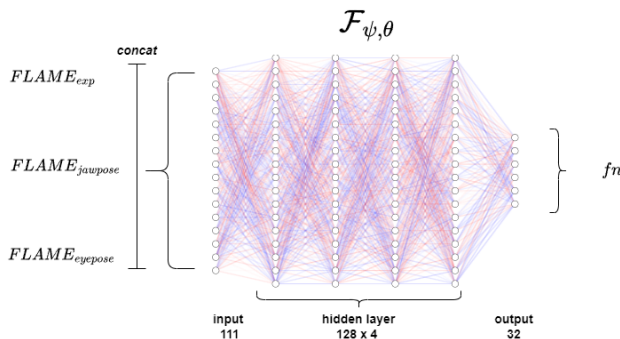 𝓕ψ,θ
concat
FLAME_exp
FLAME_jawpose
fn
FLAME_eyepose
input
111
hidden layer
128 x 4
output
32